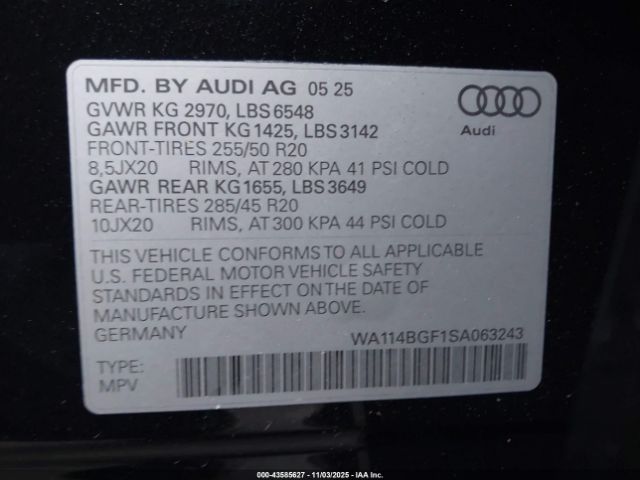 MFD. BY AUDI AG 05 25
GVWR KG 2970, LBS 6548
GAWR FRONT KG 1425, LBS 3142
FRONT-TIRES 255/50 R20
8,5JX20 RIMS, AT 280 KPA 41 PSI COLD
GAWR REAR KG 1655, LBS 3649
REAR-TIRES 285/45 R20
10JX20 RIMS, AT 300 KPA 44 PSI COLD
Audi
THIS VEHICLE CONFORMS TO ALL APPLICABLE
U.S. FEDERAL MOTOR VEHICLE SAFETY
STANDARDS IN EFFECT ON THE DATE OF
MANUFACTURE SHOWN ABOVE.
GERMANY WA114BGF1SA063243
TYPE:
MPV
000-43585627 - 11/03/2025 - IAA Inc.